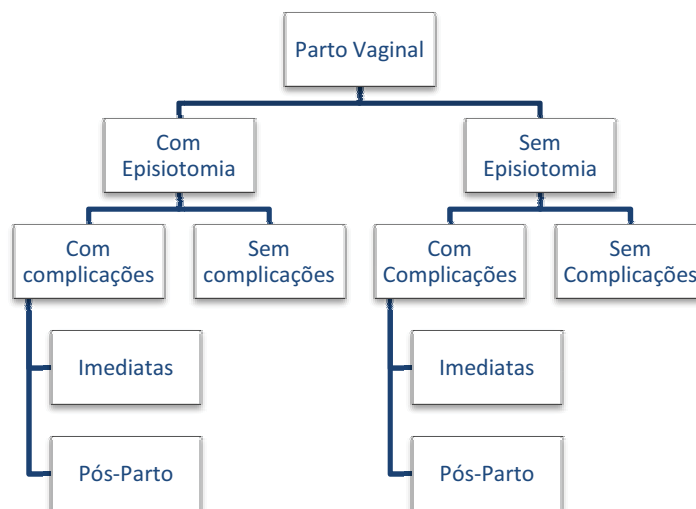 Parto Vaginal
Com
Episiotomia
Sem
Episiotomia
Com
complicações
Sem
complicações
Com
Complicações
Sem
Complicações
Imediatas
Imediatas
Pós-Parto
Pós-Parto